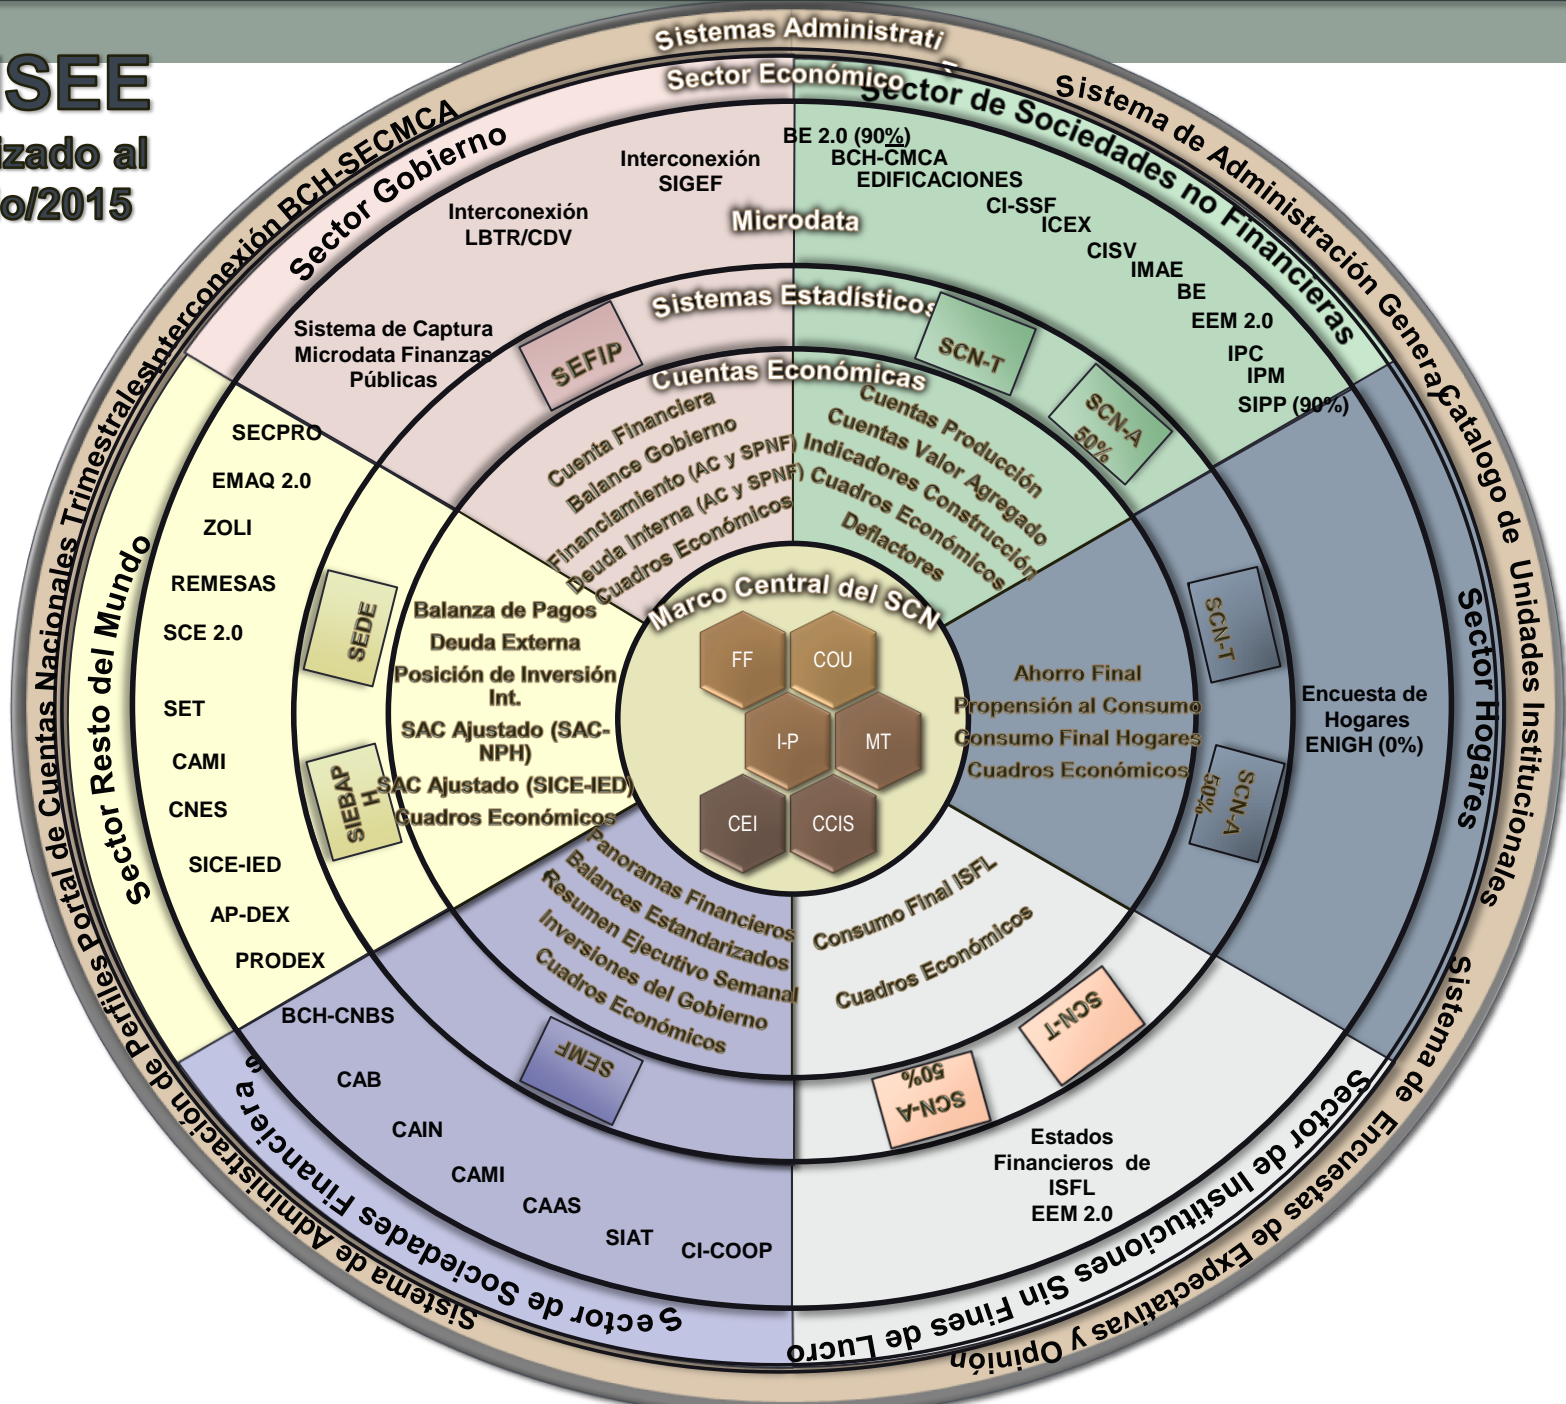 ISEE
izado al
o/2015
Sistemas Administrati
Sector Económico
Microdata
Sistemas Estadísticos
Cuentas Económicas
Marco Central del SCN
FF
COU
I-P
MT
CEI
CCIS
Interconexión BCH-SECMCA
Sistema de Administración General
Catalogo de Unidades Institucionales
Sistema de Encuestas de Expectativas y Opinión
Sistema de Administración de Perfiles
Portal de Cuentas Nacionales Trimestrales
Sector Gobierno
Interconexión
SIGEF
Interconexión
LBTR/CDV
Sistema de Captura
Microdata Finanzas
Públicas
SEFIP
Cuenta Financiera
Balance Gobierno
Financiamiento (AC y SPNF)
Deuda Interna (AC y SPNF)
Cuadros Económicos
Sector de Sociedades no Financieras
BE 2.0 (90%)
BCH-CMCA
EDIFICACIONES
CI-SSF
ICEX
CISV
IMAE
BE
EEM 2.0
IPC
IPM
SIPP (90%)
SCN-T
SCN-A
50%
Cuentas Producción
Cuentas Valor Agregado
Indicadores Construcción
Cuadros Económicos
Deflactores
Sector Hogares
Encuesta de
Hogares
ENIGH (0%)
SCN-T
SCN-A
50%
Ahorro Final
Propensión al Consumo
Consumo Final Hogares
Cuadros Económicos
Sector de Instituciones Sin Fines de Lucro
Estados
Financieros de
ISFL
EEM 2.0
SCN-T
SCN-A
50%
Consumo Final ISFL
Cuadros Económicos
Sector de Sociedades Financieras
BCH-CNBS
CAB
CAIN
CAMI
CAAS
SIAT
CI-COOP
SEMF
Panoramas Financieros
Balances Estandarizados
Resumen Ejecutivo Semanal
Inversiones del Gobierno
Cuadros Económicos
Sector Resto del Mundo
SECPRO
EMAQ 2.0
ZOLI
REMESAS
SCE 2.0
SET
CAMI
CNES
SICE-IED
AP-DEX
PRODEX
SEDE
SIEBAP
H
Balanza de Pagos
Deuda Externa
Posición de Inversión
Int.
SAC Ajustado (SAC-
NPH)
SAC Ajustado (SICE-IED)
Cuadros Económicos